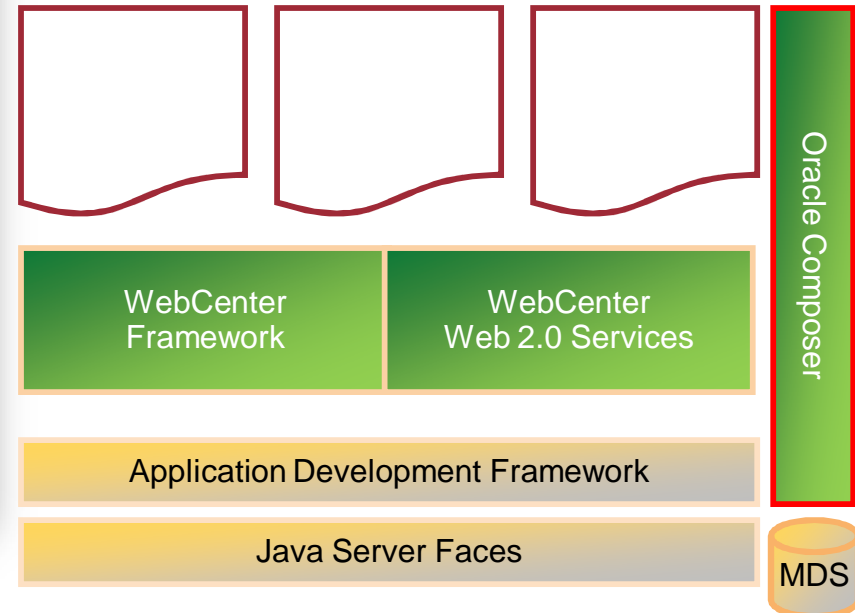 WebCenter
Framework
WebCenter
Web 2.0 Services
Oracle Composer
Application Development Framework
Java Server Faces
MDS